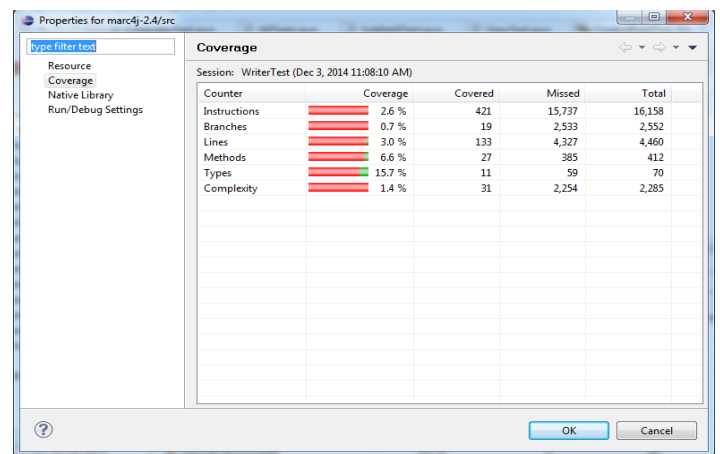 Properties for marc4j-2.4/src
type filter text
Resource
Coverage
Native Library
Run/Debug Settings
Coverage
Session: WriterTest (Dec 3, 2014 11:08:10 AM)
Counter Coverage Covered Missed Total
Instructions 2.6 % 421 15,737 16,158
Branches 0.7 % 19 2,533 2,552
Lines 3.0 % 133 4,327 4,460
Methods 6.6 % 27 385 412
Types 15.7 % 11 59 70
Complexity 1.4 % 31 2,254 2,285
?
OK Cancel